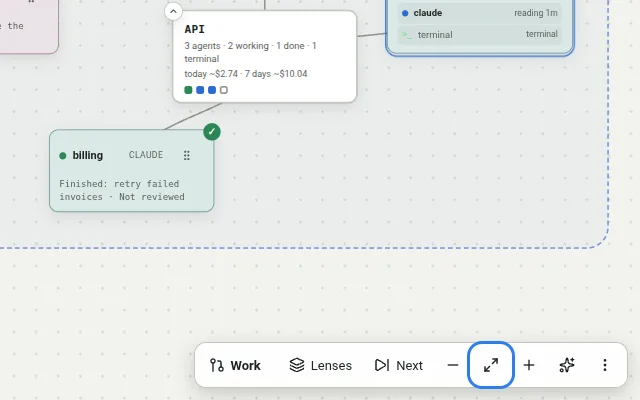 e the
API
3 agents · 2 working · 1 done · 1
terminal
today ~$2.74 · 7 days ~$10.04
claude reading 1m
>_ terminal terminal
billing CLAUDE
Finished: retry failed
invoices · Not reviewed
Work Lenses Next